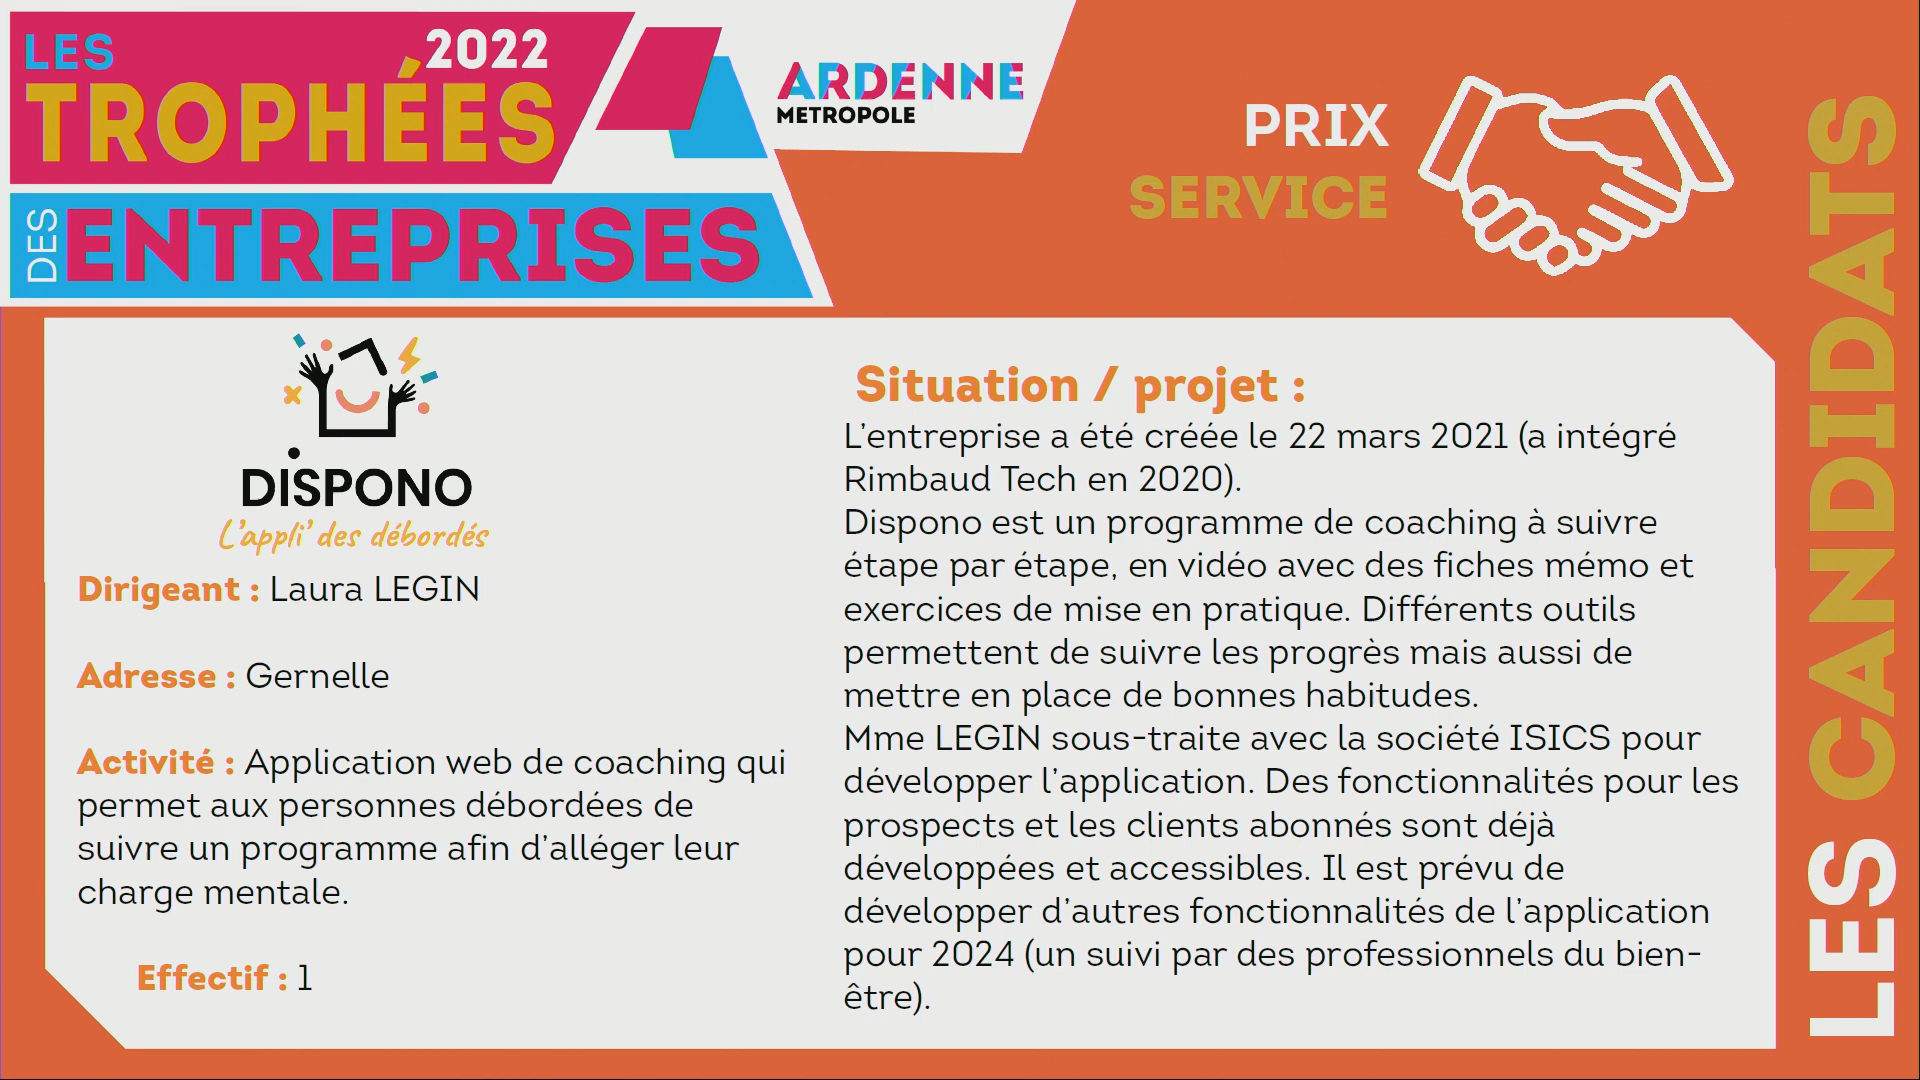 LES
2022
TROPHÉES
DES
ENTREPRISES
ARDENNE
METROPOLE
PRIX
SERVICE
LES CANDIDATS
DISPONO
L'appli' des débordés
Dirigeant : Laura LEGIN
Adresse : Gernelle
Activité : Application web de coaching qui
permet aux personnes débordées de
suivre un programme afin d'alléger leur
charge mentale.
Effectif : 1
Situation / projet :
L'entreprise a été créée le 22 mars 2021 (a intégré
Rimbaud Tech en 2020).
Dispono est un programme de coaching à suivre
étape par étape, en vidéo avec des fiches mémo et
exercices de mise en pratique. Différents outils
permettent de suivre les progrès mais aussi de
mettre en place de bonnes habitudes.
Mme LEGIN sous-traite avec la société ISICS pour
développer l'application. Des fonctionnalités pour les
prospects et les clients abonnés sont déjà
développées et accessibles. Il est prévu de
développer d'autres fonctionnalités de l'application
pour 2024 (un suivi par des professionnels du bien-
être).